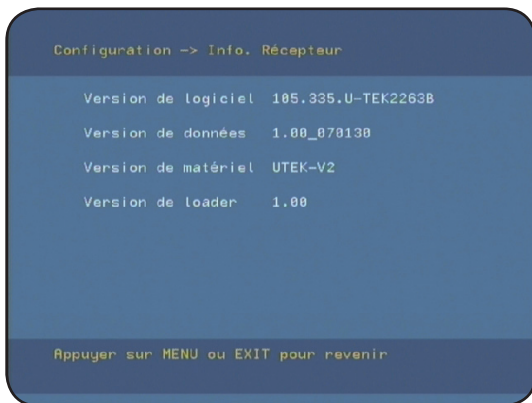 Configuration -> Info. Récepteur
Version de logiciel 105.335.U-TEK2263B
Version de données 1.00_070130
Version de matériel UTEK-V2
Version de loader 1.00
Appuyer sur MENU ou EXIT pour revenir